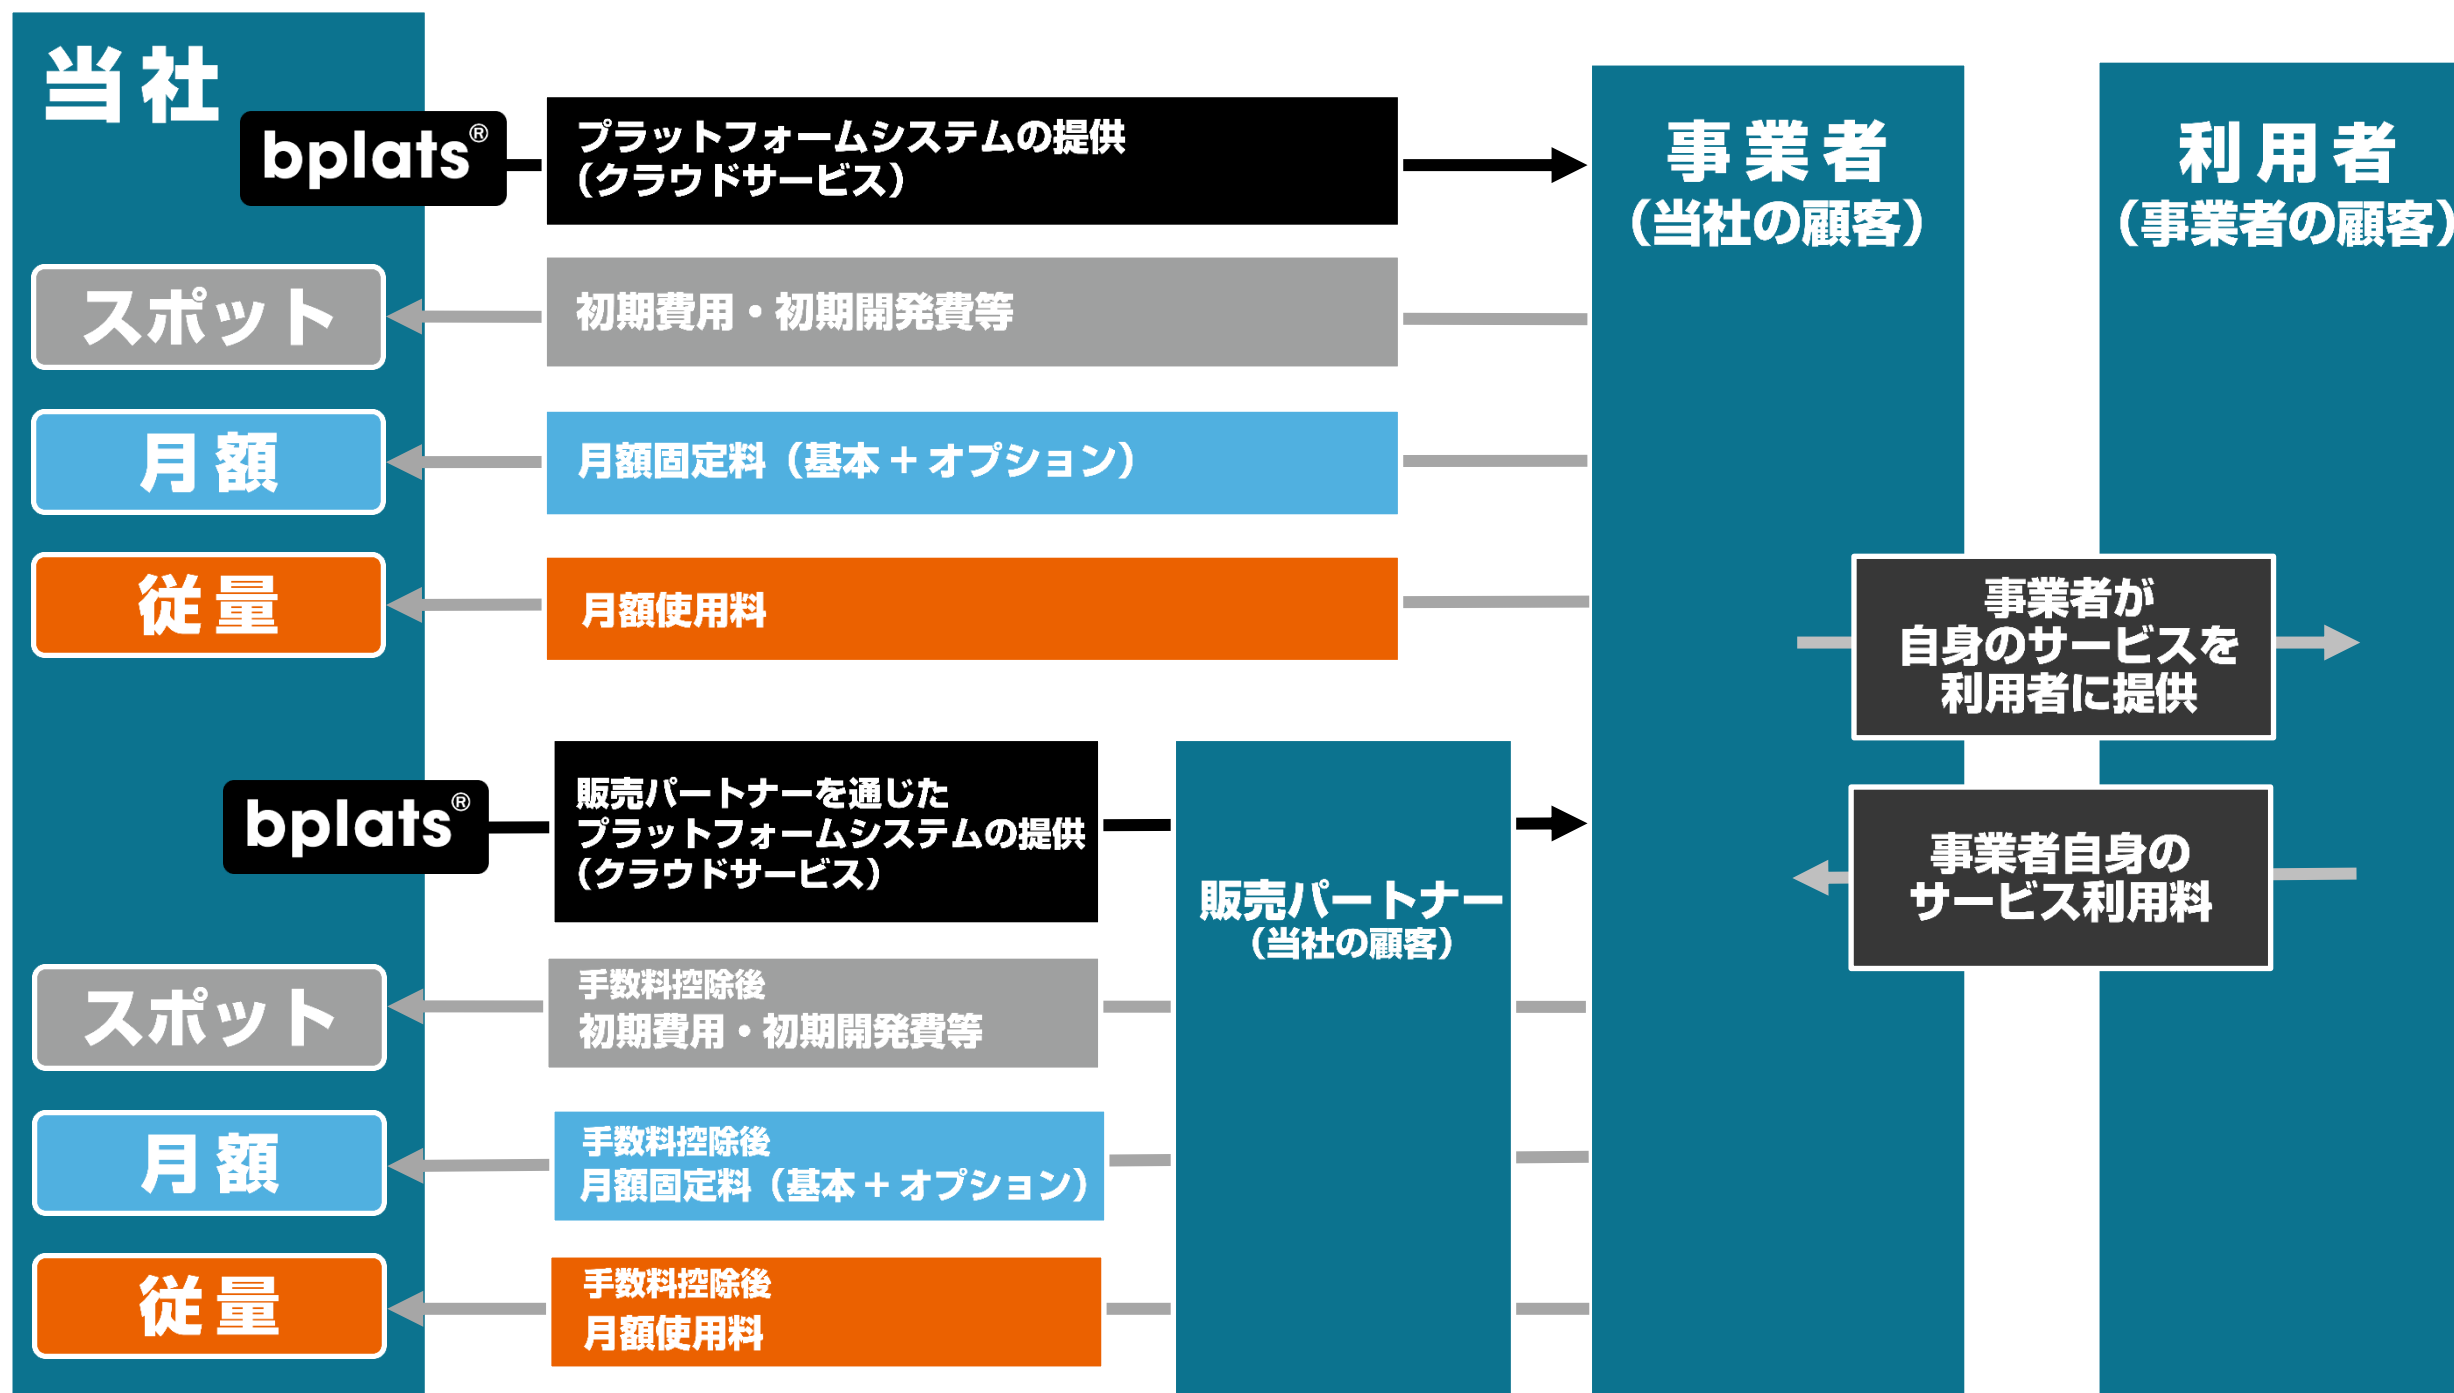 当社
bplats®
プラットフォームシステムの提供
（クラウドサービス）
事業者
（当社の顧客）
利用者
（事業者の顧客）
スポット
初期費用・初期開発費等
月額
月額固定料（基本＋オプション）
従量
月額使用料
事業者が
自身のサービスを
利用者に提供
bplats®
販売パートナーを通じた
プラットフォームシステムの提供
（クラウドサービス）
販売パートナー
（当社の顧客）
事業者自身の
サービス利用料
スポット
手数料控除後
初期費用・初期開発費等
月額
手数料控除後
月額固定料（基本＋オプション）
従量
手数料控除後
月額使用料